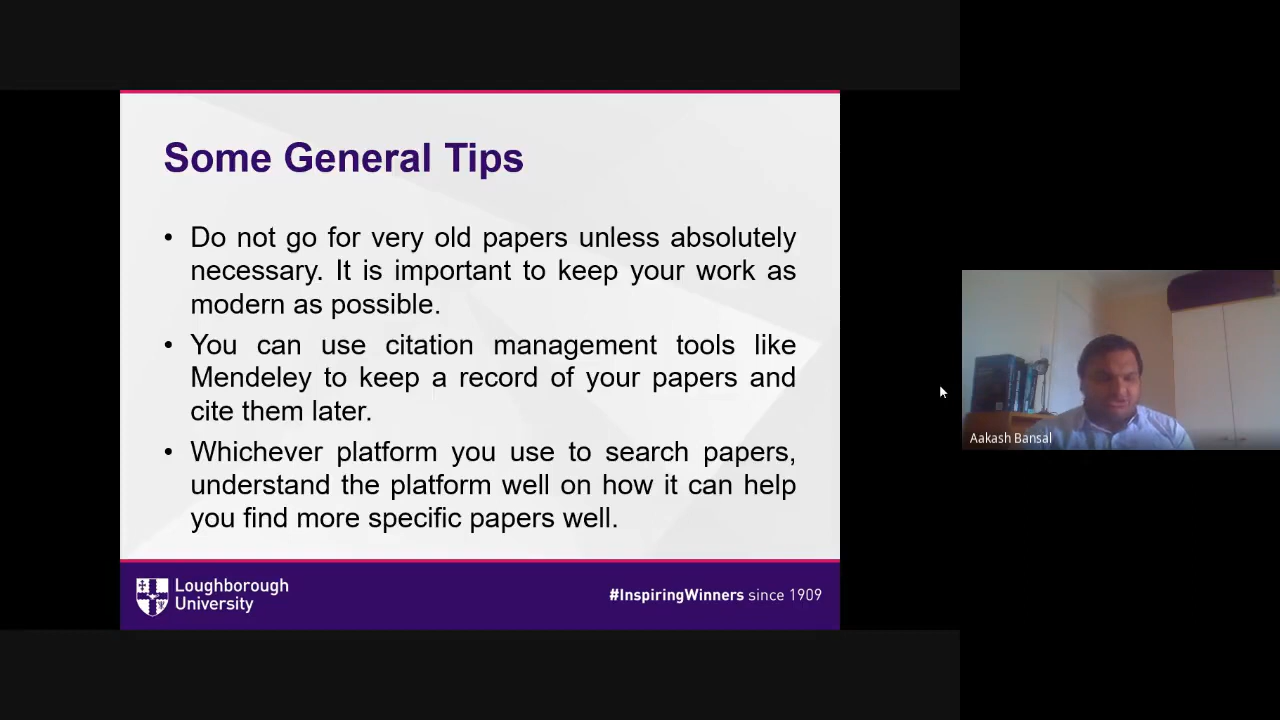 Some General Tips
• Do not go for very old papers unless absolutely
necessary. It is important to keep your work as
modern as possible.
• You can use citation management tools like
Mendeley to keep a record of your papers and
cite them later.
• Whichever platform you use to search papers,
understand the platform well on how it can help
you find more specific papers well.
Loughborough
University
#InspiringWinners since 1909
Aakash Bansal